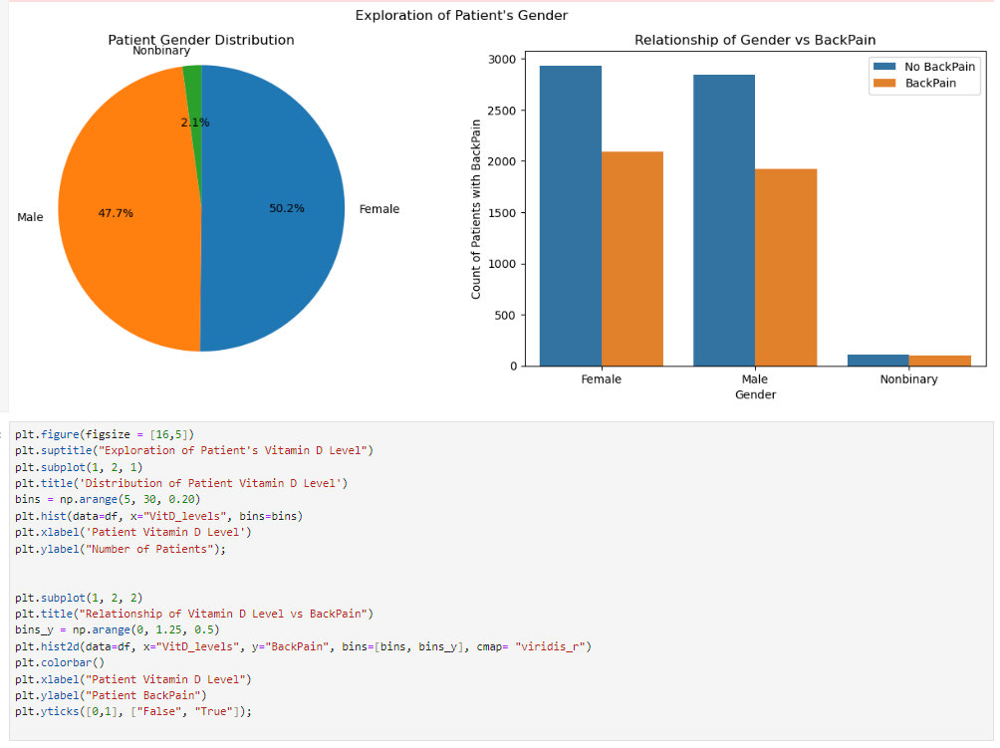 Exploration of Patient's Gender
Patient Gender Distribution
Nonbinary
2.1%
Male
47.7%
50.2%
Female
Relationship of Gender vs BackPain
No BackPain
BackPain
Count of Patients with BackPain
3000
2500
2000
1500
1000
500
0
Female
Male
Nonbinary
Gender
plt.figure(figsize = [16,5])
plt.suptitle("Exploration of Patient's Vitamin D Level")
plt.subplot(1, 2, 1)
plt.title('Distribution of Patient Vitamin D Level')
bins = np.arange(5, 30, 0.20)
plt.hist(data=df, x="VitD_levels", bins=bins)
plt.xlabel('Patient Vitamin D Level')
plt.ylabel("Number of Patients");
plt.subplot(1, 2, 2)
plt.title("Relationship of Vitamin D Level vs BackPain")
bins_y = np.arange(0, 1.25, 0.5)
plt.hist2d(data=df, x="VitD_levels", y="BackPain", bins=[bins, bins_y], cmap= "viridis_r")
plt.colorbar()
plt.xlabel("Patient Vitamin D Level")
plt.ylabel("Patient BackPain")
plt.yticks([0,1], ["False", "True"]);